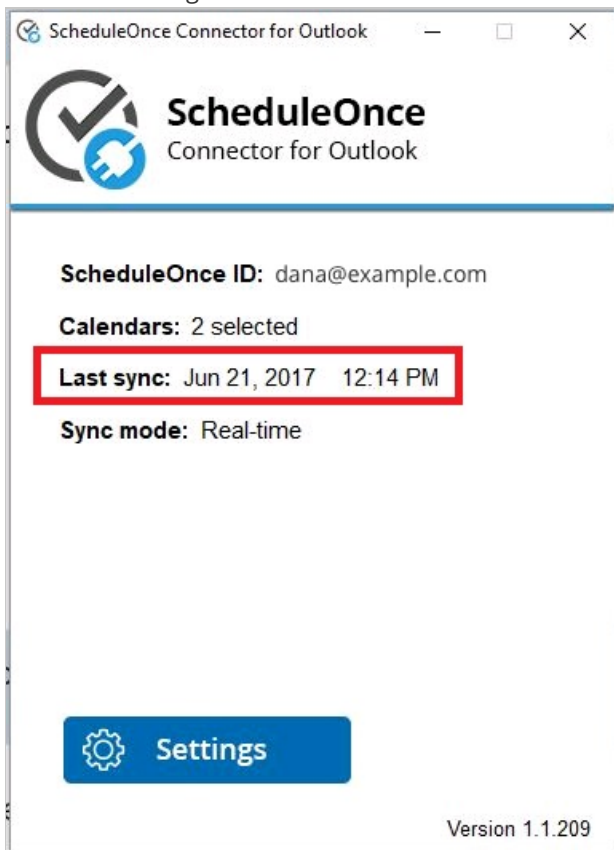 ScheduleOnce Connector for Outlook
ScheduleOnce
Connector for Outlook
ScheduleOnce ID: dana@example.com
Calendars: 2 selected
Last sync: Jun 21, 2017 12:14 PM
Sync mode: Real-time
Settings
Version 1.1.209